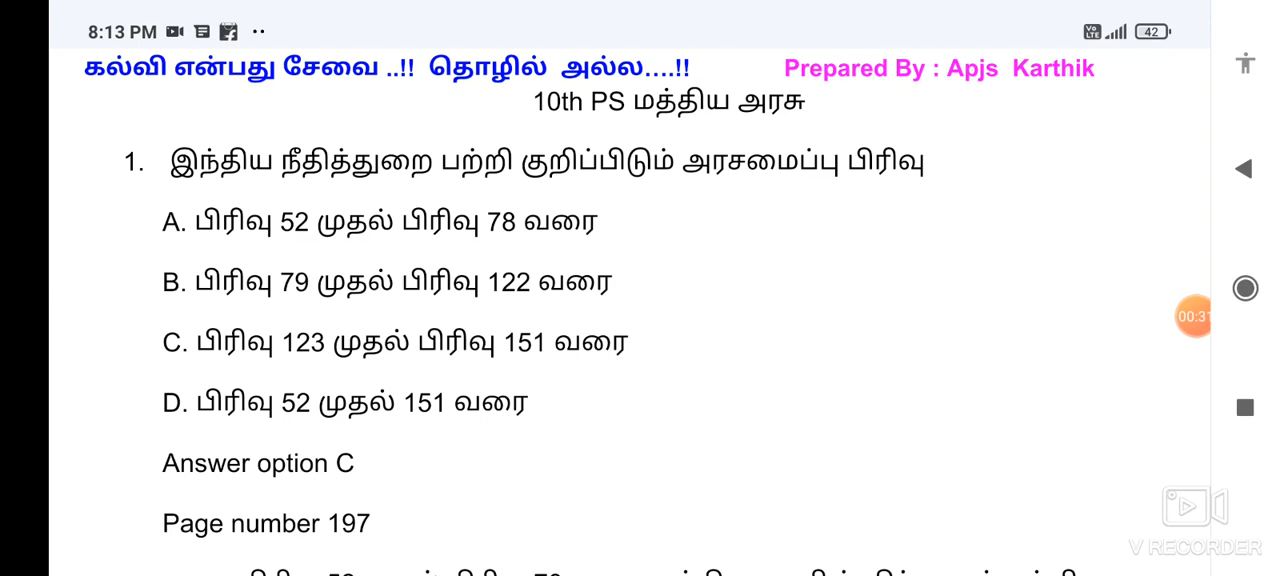 8:13 PM
Vo LTE 42
கல்வி என்பது சேவை ..!! தொழில் அல்ல....!! Prepared By : Apjs Karthik
10th PS மத்திய அரசு
1. இந்திய நீதித்துறை பற்றி குறிப்பிடும் அரசமைப்பு பிரிவு
A. பிரிவு 52 முதல் பிரிவு 78 வரை
B. பிரிவு 79 முதல் பிரிவு 122 வரை
00:31
C. பிரிவு 123 முதல் பிரிவு 151 வரை
D. பிரிவு 52 முதல் 151 வரை
Answer option C
Page number 197
V RECORDER